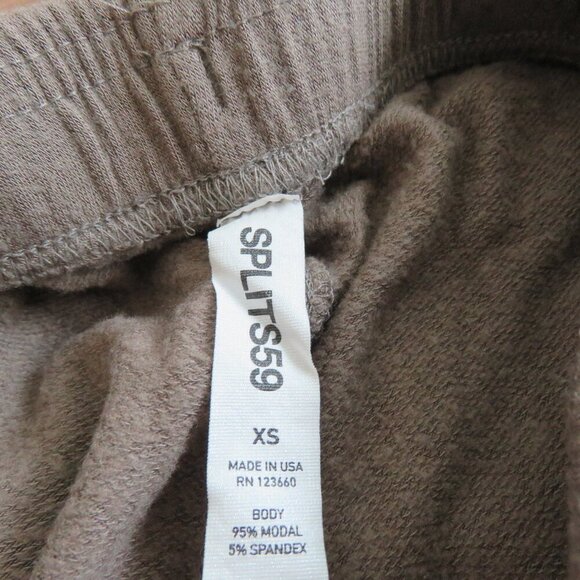 SPLITS59
XS
MADE IN USA
RN 123660
BODY
95% MODAL
5% SPANDEX